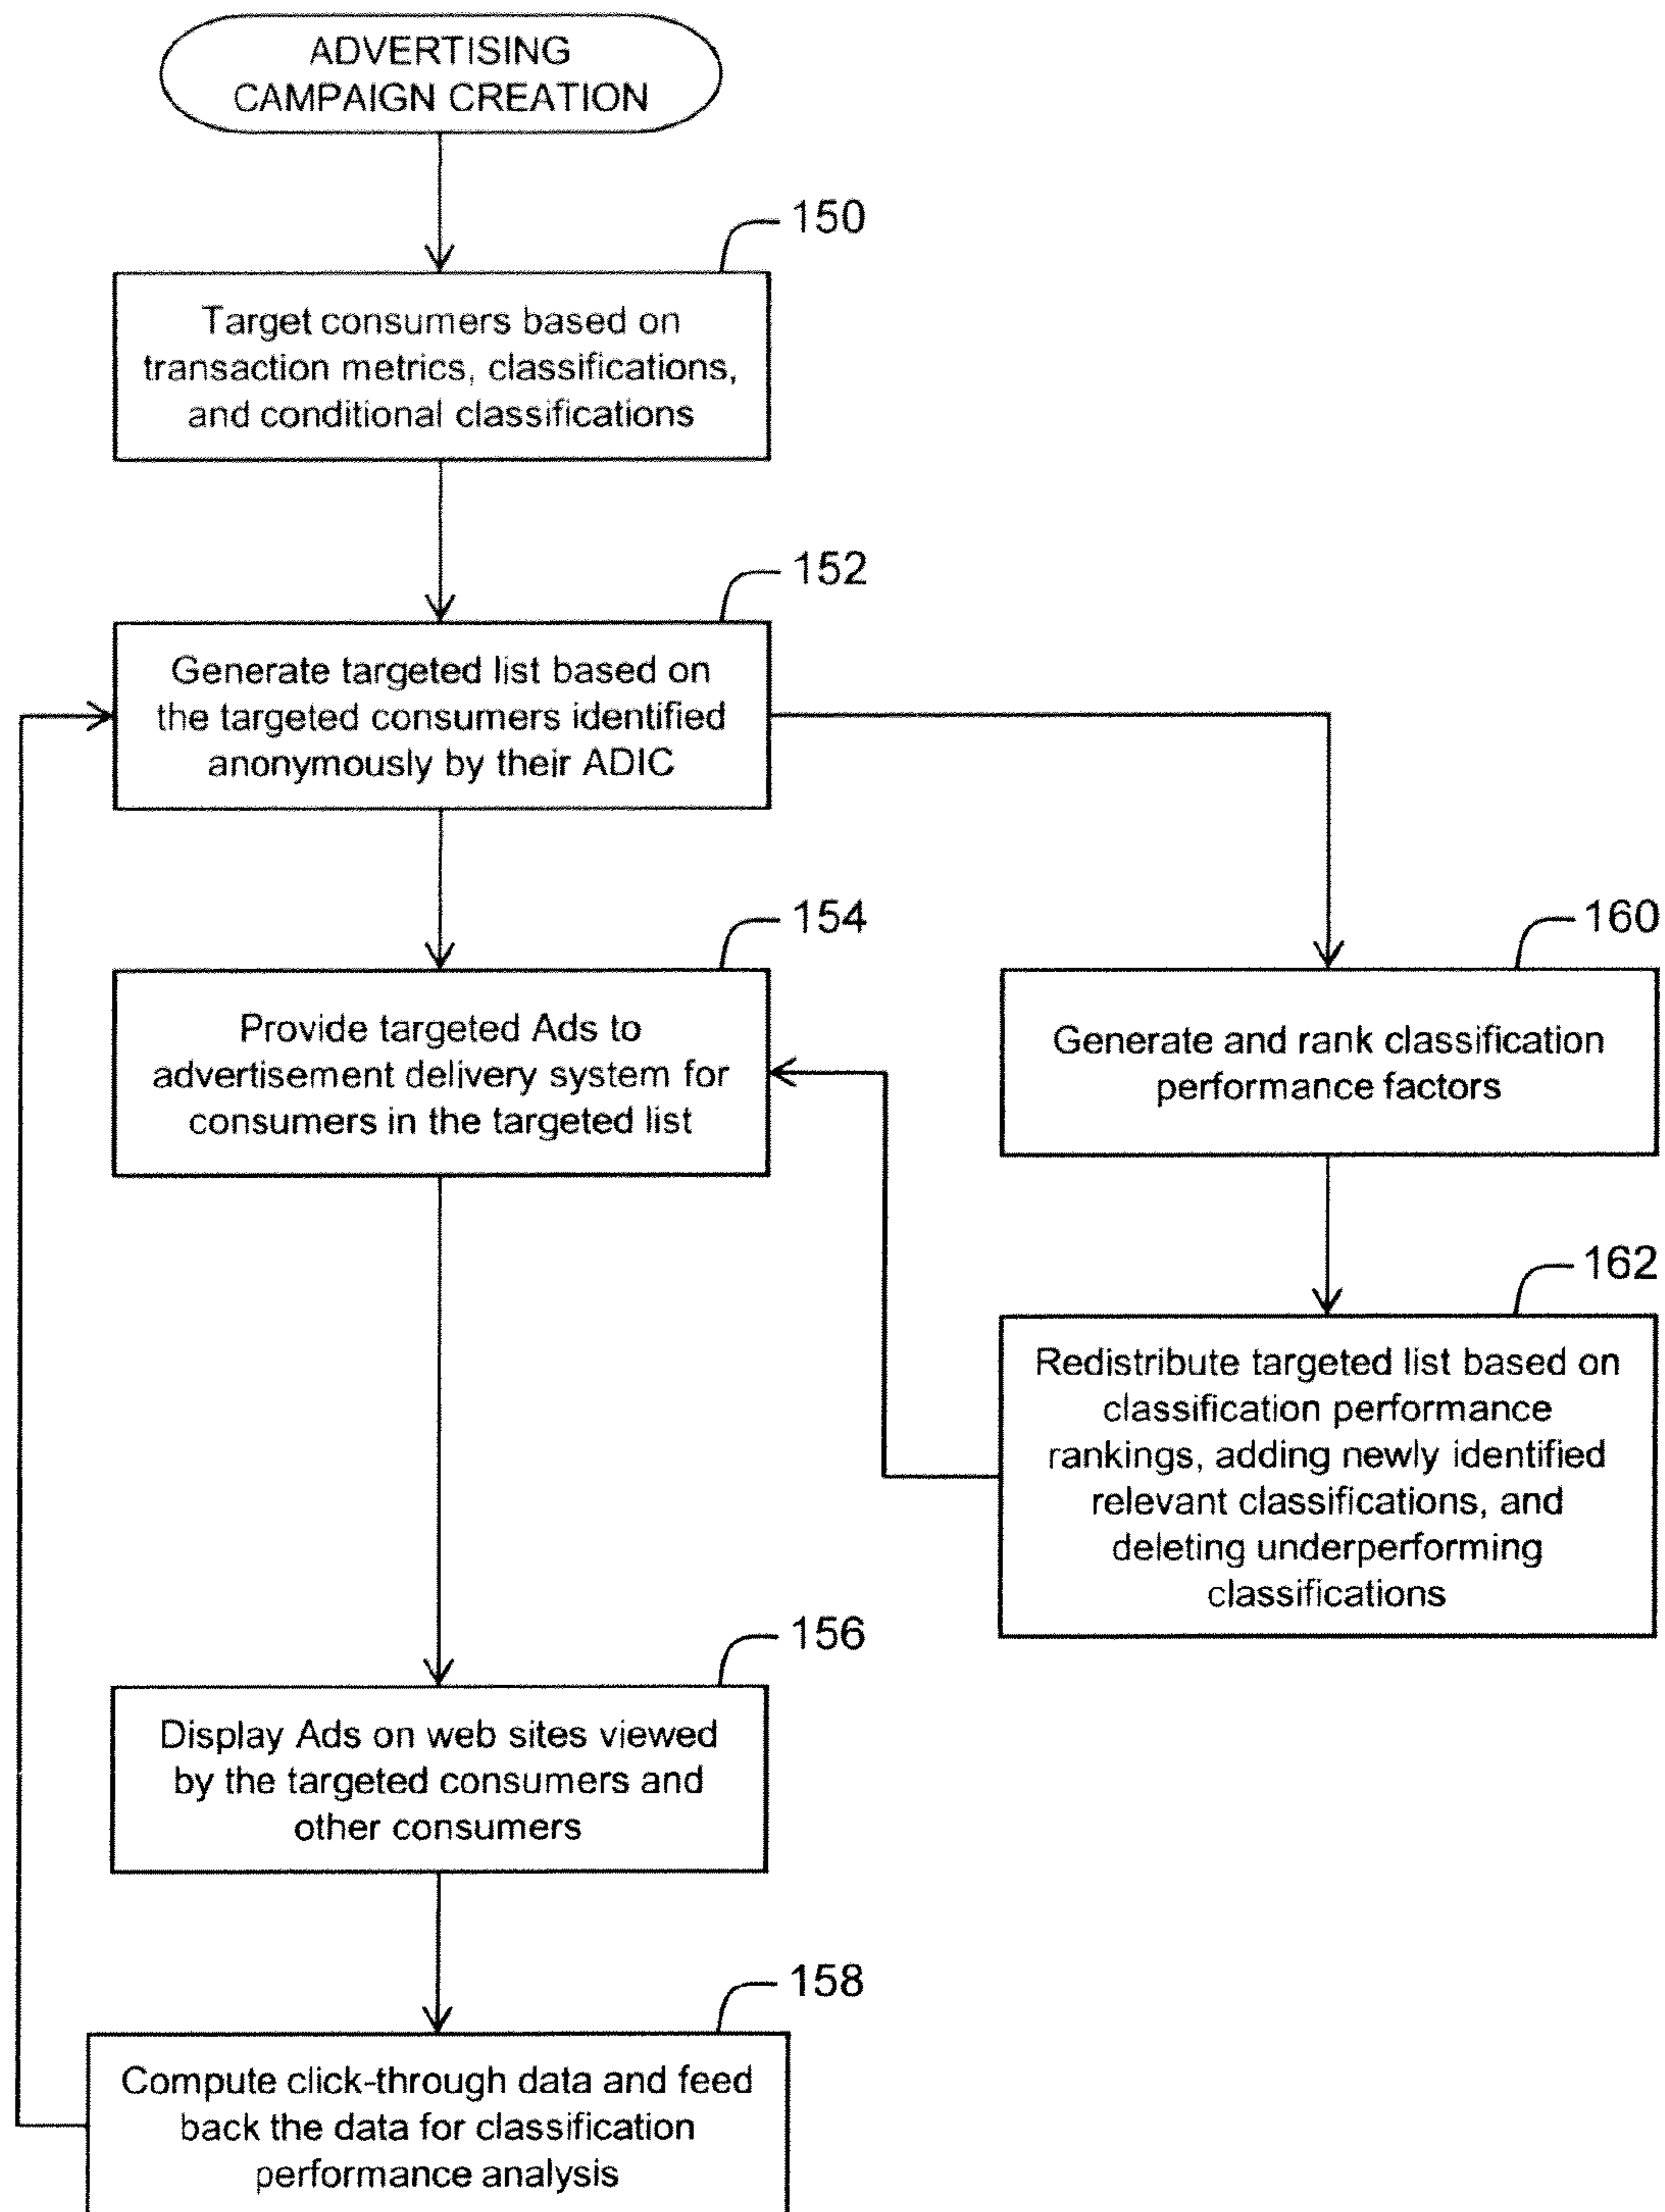 ADVERTISING
CAMPAIGN CREATION
150
Target consumers based on
transaction metrics, classifications,
and conditional classifications
152
Generate targeted list based on
the targeted consumers identified
anonymously by their ADIC
154
Provide targeted Ads to
advertisement delivery system for
consumers in the targeted list
160
Generate and rank classification
performance factors
162
Redistribute targeted list based on
classification performance
rankings, adding newly identified
relevant classifications, and
deleting underperforming
classifications
156
Display Ads on web sites viewed
by the targeted consumers and
other consumers
158
Compute click-through data and feed
back the data for classification
performance analysis